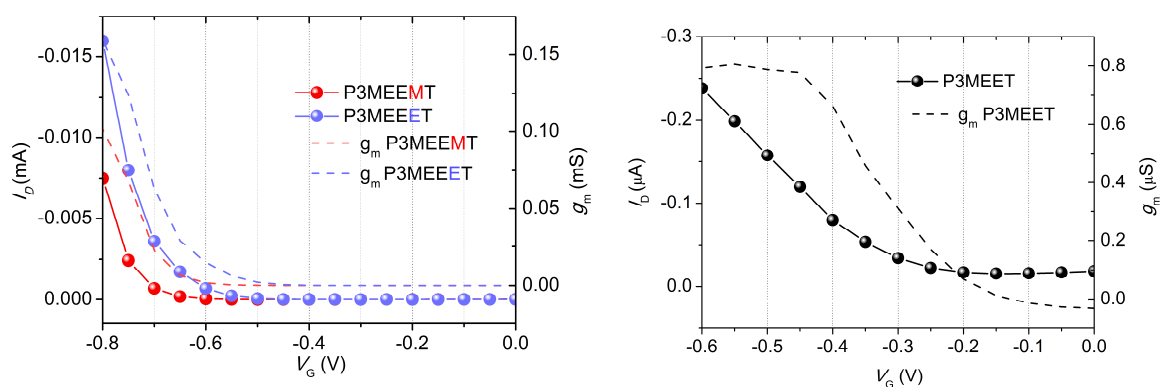 -0.015
-0.010
-0.005
0.000
I_D (mA)
-0.8
-0.6
-0.4
-0.2
0.0
V_G (V)
0.15
0.10
0.05
0.00
g_m (mS)
P3MEEMT
P3MEEET
g_m P3MEEMT
g_m P3MEEET
-0.3
-0.2
-0.1
0.0
I_D (μA)
-0.6
-0.5
-0.4
-0.3
-0.2
-0.1
0.0
V_G (V)
0.8
0.6
0.4
0.2
0.0
g_m (μS)
P3MEET
g_m P3MEET